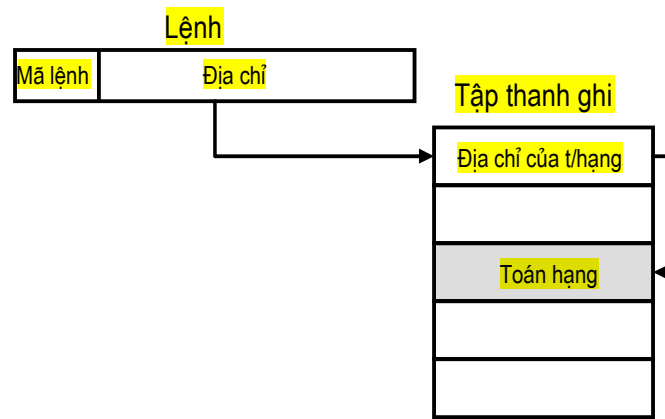 Lệnh
Mã lệnh
Địa chỉ
Tập thanh ghi
Địa chỉ của t/hạng
Toán hạng